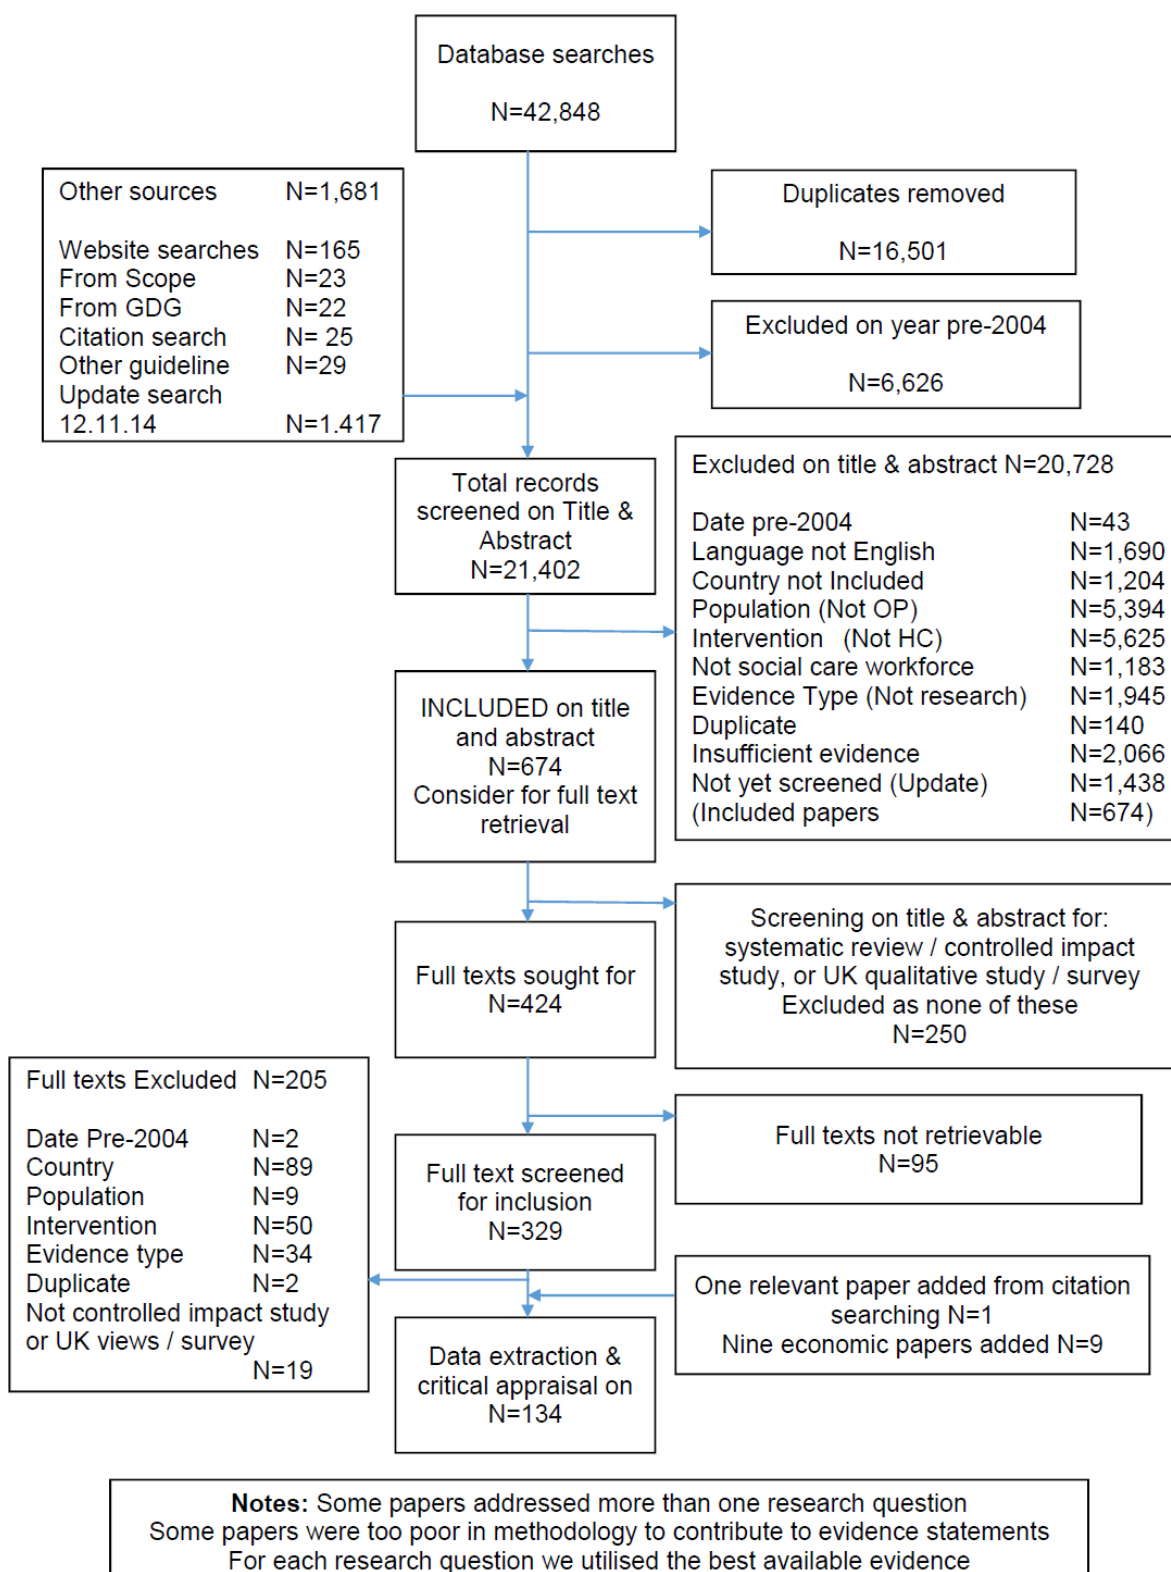 Database searches
N=42,848
Other sources N=1,681
Website searches N=165
From Scope N=23
From GDG N=22
Citation search N= 25
Other guideline N=29
Update search
12.11.14 N=1.417
Duplicates removed
N=16,501
Excluded on year pre-2004
N=6,626
Total records
screened on Title &
Abstract
N=21,402
Excluded on title & abstract N=20,728
Date pre-2004 N=43
Language not English N=1,690
Country not Included N=1,204
Population (Not OP) N=5,394
Intervention (Not HC) N=5,625
Not social care workforce N=1,183
Evidence Type (Not research) N=1,945
Duplicate N=140
Insufficient evidence N=2,066
Not yet screened (Update) N=1,438
(Included papers N=674)
INCLUDED on title
and abstract
N=674
Consider for full text
retrieval
Screening on title & abstract for:
systematic review / controlled impact
study, or UK qualitative study / survey
Excluded as none of these
N=250
Full texts sought for
N=424
Full texts not retrievable
N=95
Full texts Excluded N=205
Date Pre-2004 N=2
Country N=89
Population N=9
Intervention N=50
Evidence type N=34
Duplicate N=2
Not controlled impact study
or UK views / survey
N=19
Full text screened
for inclusion
N=329
One relevant paper added from citation
searching N=1
Nine economic papers added N=9
Data extraction &
critical appraisal on
N=134
Notes: Some papers addressed more than one research question
Some papers were too poor in methodology to contribute to evidence statements
For each research question we utilised the best available evidence